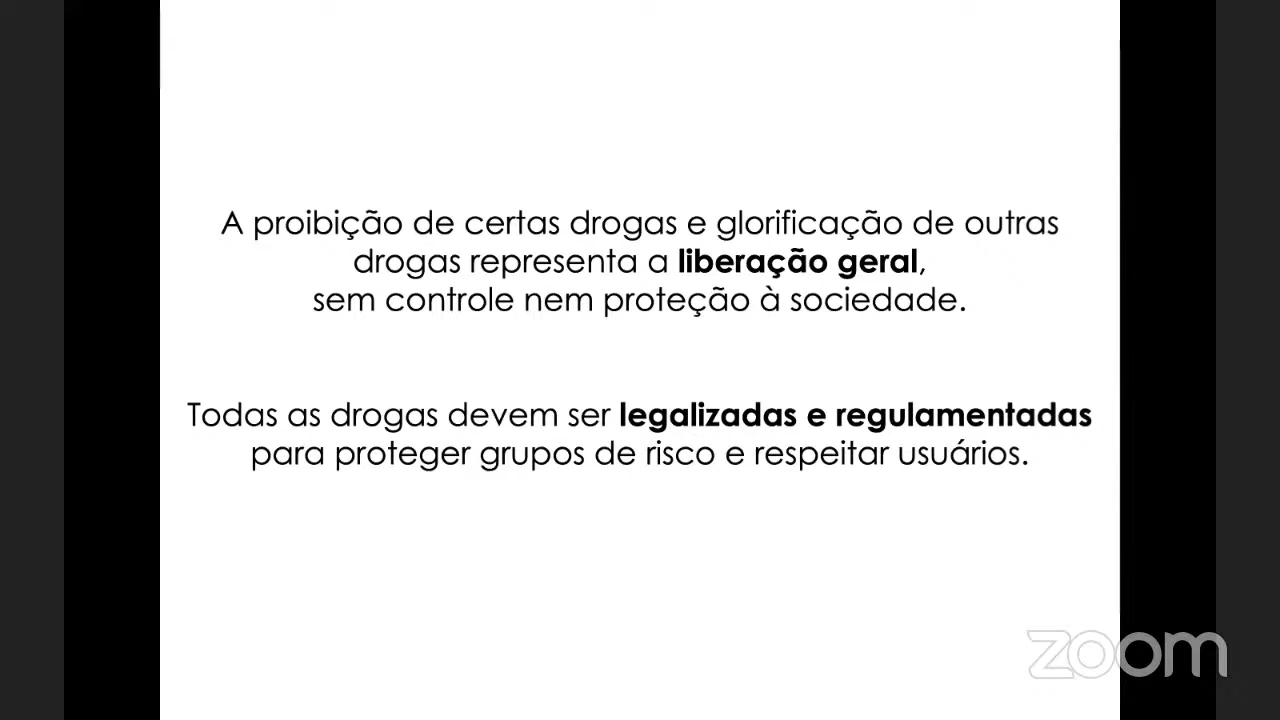 A proibição de certas drogas e glorificação de outras
drogas representa a liberação geral,
sem controle nem proteção à sociedade.
Todas as drogas devem ser legalizadas e regulamentadas
para proteger grupos de risco e respeitar usuários.
zoom